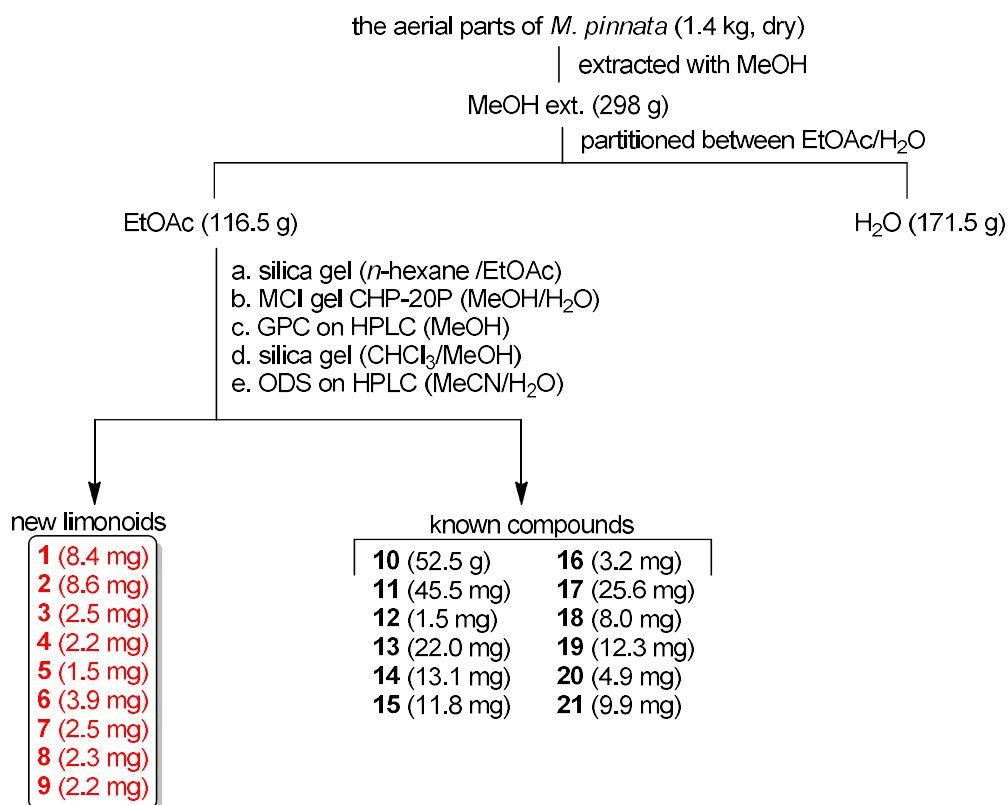 the aerial parts of M. pinnata (1.4 kg, dry)
extracted with MeOH
MeOH ext. (298 g)
partitioned between EtOAc/H₂O
EtOAc (116.5 g)
H₂O (171.5 g)
a. silica gel (n-hexane /EtOAc)
b. MCI gel CHP-20P (MeOH/H₂O)
c. GPC on HPLC (MeOH)
d. silica gel (CHCl₃/MeOH)
e. ODS on HPLC (MeCN/H₂O)
new limonoids
1 (8.4 mg)
2 (8.6 mg)
3 (2.5 mg)
4 (2.2 mg)
5 (1.5 mg)
6 (3.9 mg)
7 (2.5 mg)
8 (2.3 mg)
9 (2.2 mg)
known compounds
10 (52.5 g) 16 (3.2 mg)
11 (45.5 mg) 17 (25.6 mg)
12 (1.5 mg) 18 (8.0 mg)
13 (22.0 mg) 19 (12.3 mg)
14 (13.1 mg) 20 (4.9 mg)
15 (11.8 mg) 21 (9.9 mg)